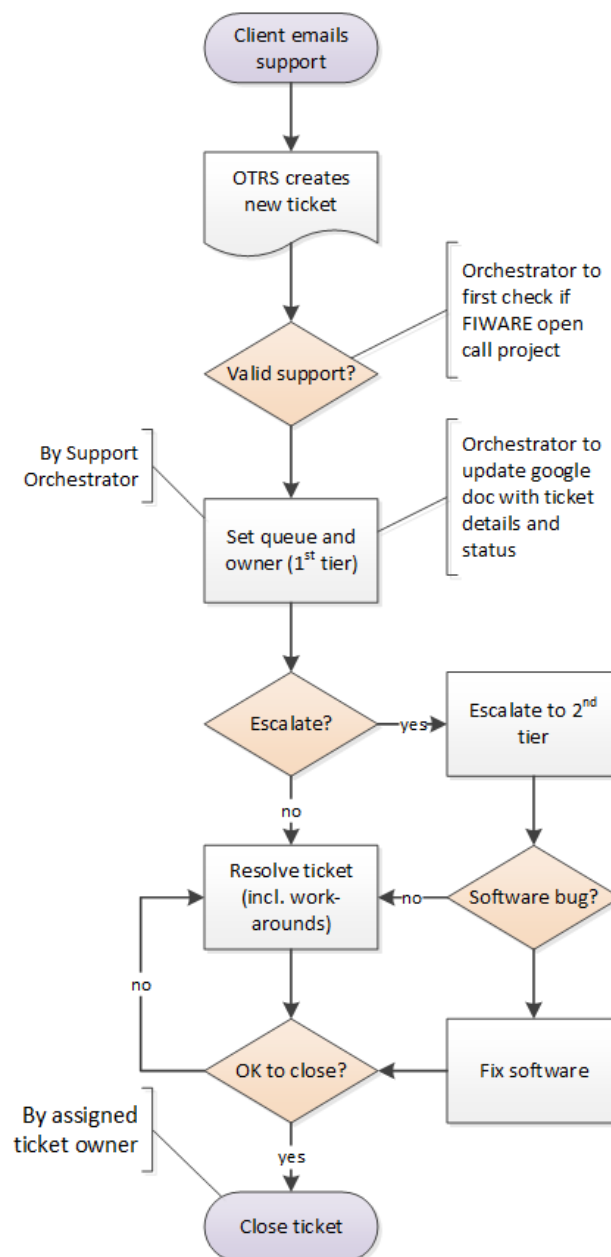 Client emails
support
OTRS creates
new ticket
Orchestrator to
first check if
FIWARE open
call project
Valid support?
By Support
Orchestrator
Orchestrator to
update google
doc with ticket
details and
status
Set queue and
owner (1st tier)
Escalate?
yes
Escalate to 2nd
tier
no
Resolve ticket
(incl. work-
arounds)
no
Software bug?
no
OK to close?
Fix software
By assigned
ticket owner
yes
Close ticket